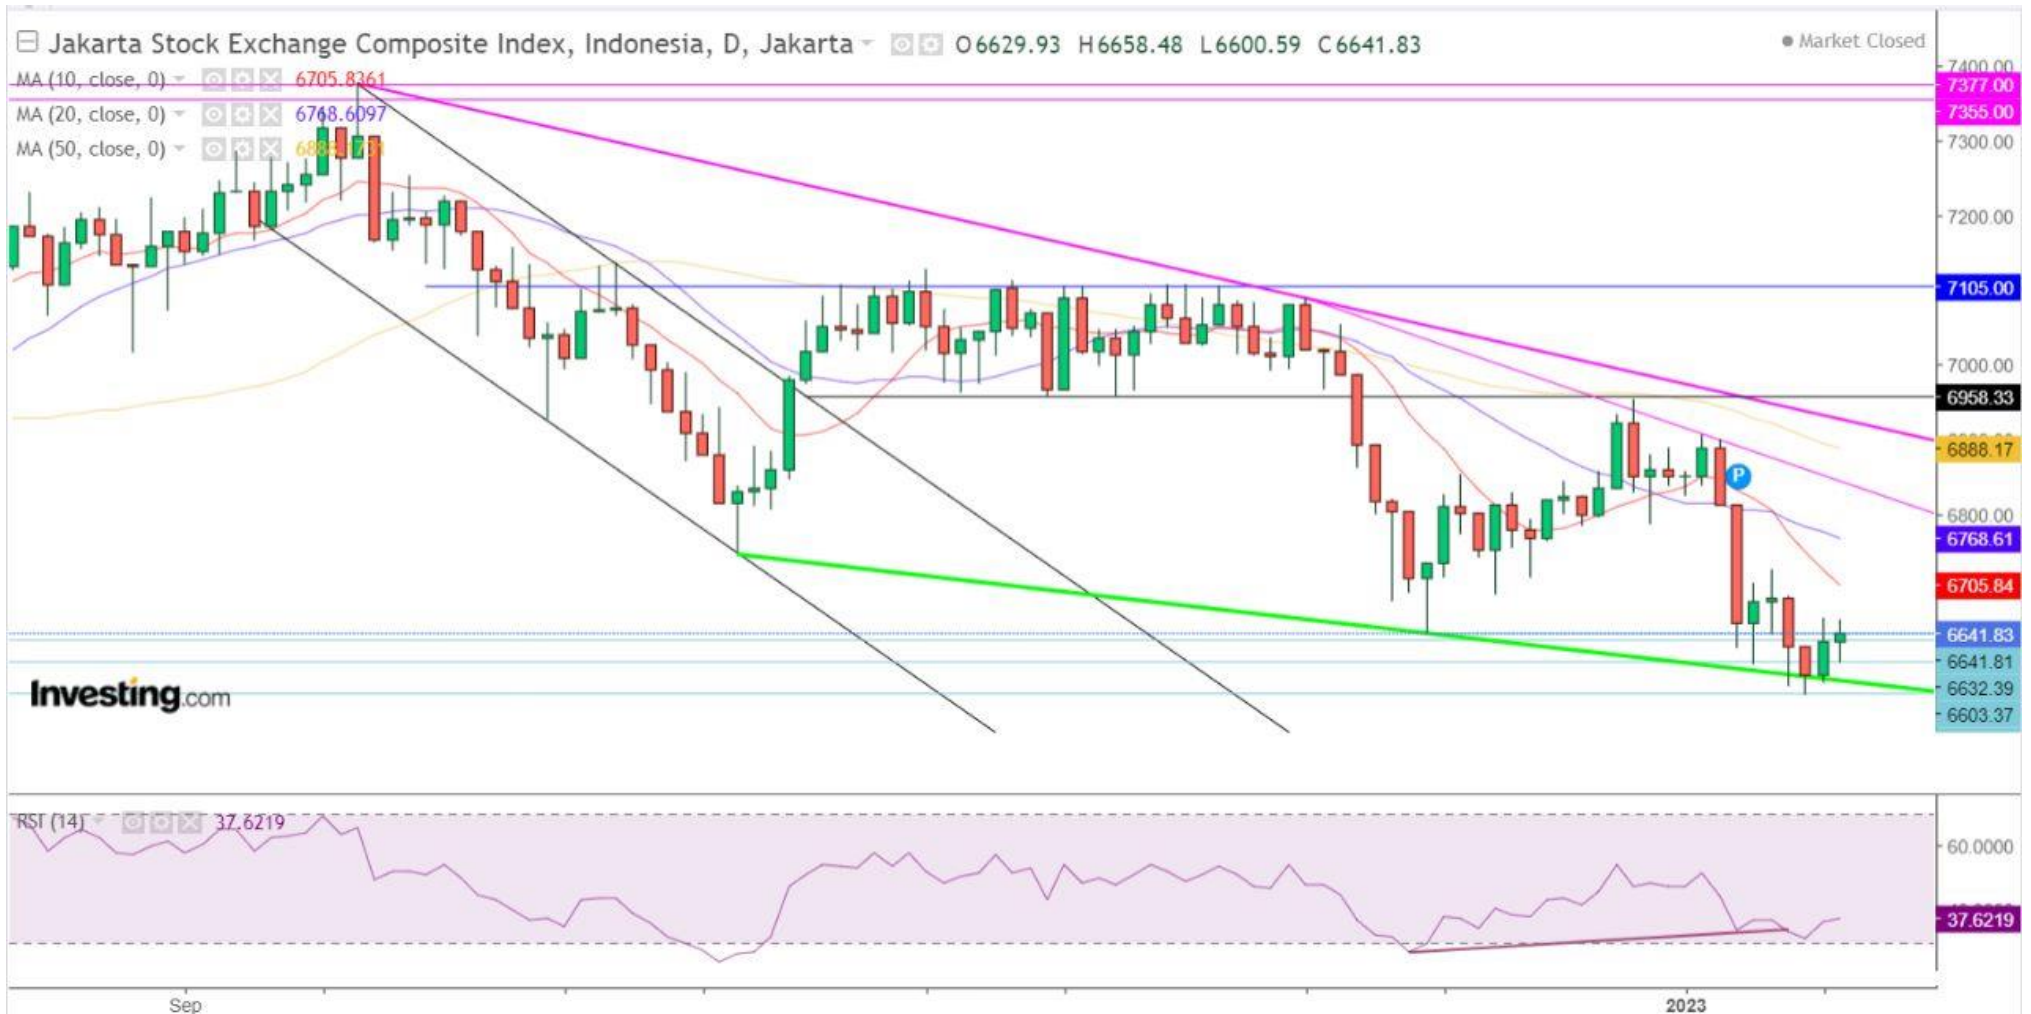 Jakarta Stock Exchange Composite Index, Indonesia, D, Jakarta O6629.93 H6658.48 L6600.59 C6641.83
Market Closed
MA (10, close, 0) 6705.8361
MA (20, close, 0) 6768.6097
MA (50, close, 0) 6888.1731
7400.00
7377.00
7355.00
7300.00
7200.00
7105.00
7000.00
6958.33
6888.17
6800.00
6768.61
6705.84
6641.83
6641.81
6632.39
6603.37
P
Investing.com
RSI (14) 37.6219
60.0000
37.6219
Sep
2023